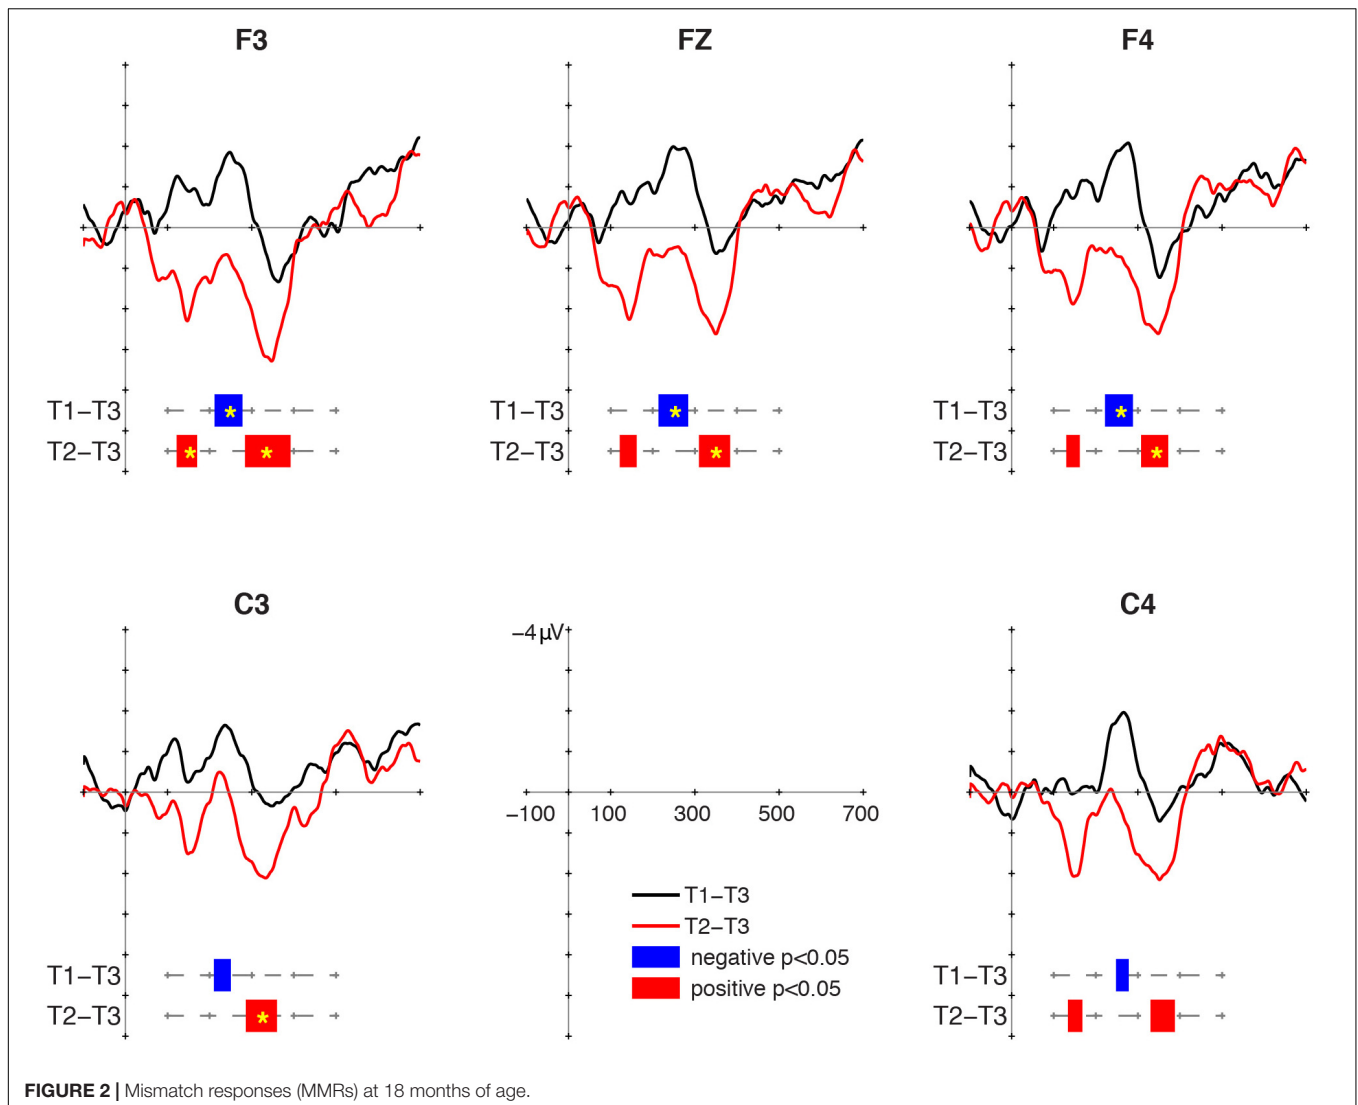 F3
FZ
F4
T1–T3
T2–T3
T1–T3
T2–T3
T1–T3
T2–T3
C3
C4
−4 µV
−100 100 300 500 700
T1–T3
T2–T3
negative p<0.05
positive p<0.05
T1–T3
T2–T3
T1–T3
T2–T3
FIGURE 2 | Mismatch responses (MMRs) at 18 months of age.